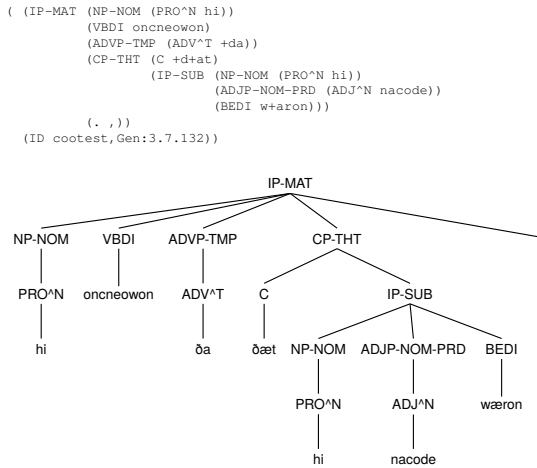 ( (IP-MAT (NP-NOM (PRO^N hi))
(VBDI oncneowon)
(ADVP-TMP (ADV^T +da))
(CP-THT (C +d+at)
(IP-SUB (NP-NOM (PRO^N hi))
(ADJP-NOM-PRD (ADJ^N nacode))
(BEDI w+aron)))
(. ,))
(ID cootest,Gen:3.7.132))
IP-MAT
NP-NOM VBDI ADVP-TMP CP-THT
PRO^N oncneowon ADV^T C IP-SUB
hi ða ðæt NP-NOM ADJP-NOM-PRD BEDI
PRO^N ADJ^N wæron
hi nacode